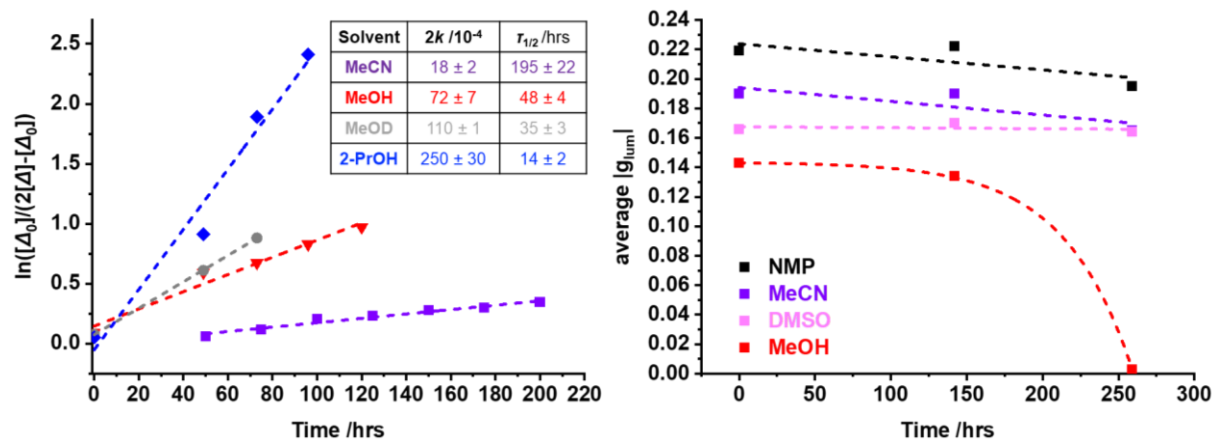 ln([Δ₀]/(2[Δ]-[Δ₀])
2.5
2.0
1.5
1.0
0.5
0.0
0 20 40 60 80 100 120 140 160 180 200 220
Time /hrs
Solvent 2k /10⁻⁴ τ₁/₂ /hrs
MeCN 18 ± 2 195 ± 22
MeOH 72 ± 7 48 ± 4
MeOD 110 ± 1 35 ± 3
2-PrOH 250 ± 30 14 ± 2
average |gₗᵤₘ|
0.24
0.22
0.20
0.18
0.16
0.14
0.12
0.10
0.08
0.06
0.04
0.02
0.00
NMP
MeCN
DMSO
MeOH
0 50 100 150 200 250 300
Time /hrs